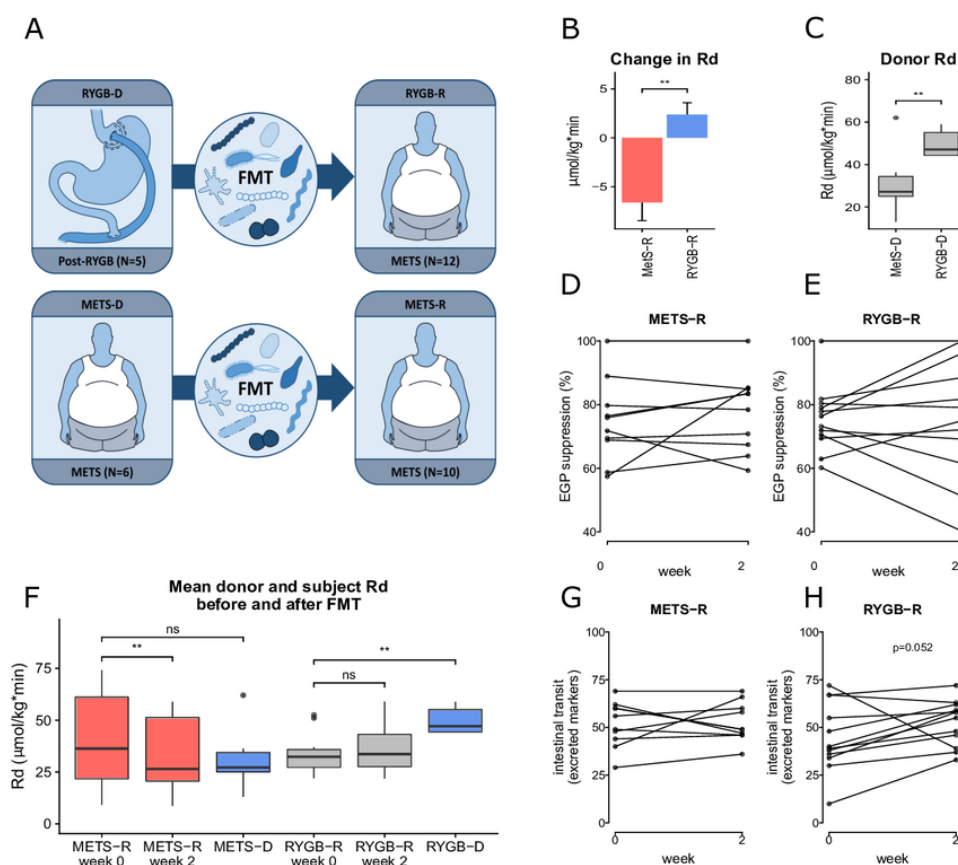 A
RYGB-D
Post-RYGB (N=5)
FMT
RYGB-R
METS (N=12)
METS-D
METS (N=6)
FMT
METS-R
METS (N=10)
B
Change in Rd
**
μmol/kg*min
5
0
−5
MetS-R
RYGB-R
C
Donor Rd
**
Rd (μmol/kg*min)
80
60
40
20
MetS-D
RYGB-D
D
METS−R
EGP suppression (%)
100
80
60
40
0
2
week
E
RYGB−R
EGP suppression (%)
100
80
60
40
0
2
week
F
Mean donor and subject Rd
before and after FMT
ns
**
**
ns
Rd (μmol/kg*min)
75
50
25
0
METS−R
week 0
METS−R
week 2
METS−D
RYGB−R
week 0
RYGB−R
week 2
RYGB−D
G
METS−R
intestinal transit
(excreted markers)
100
75
50
25
0
0
2
week
H
RYGB−R
p=0.052
intestinal transit
(excreted markers)
100
75
50
25
0
0
2
week